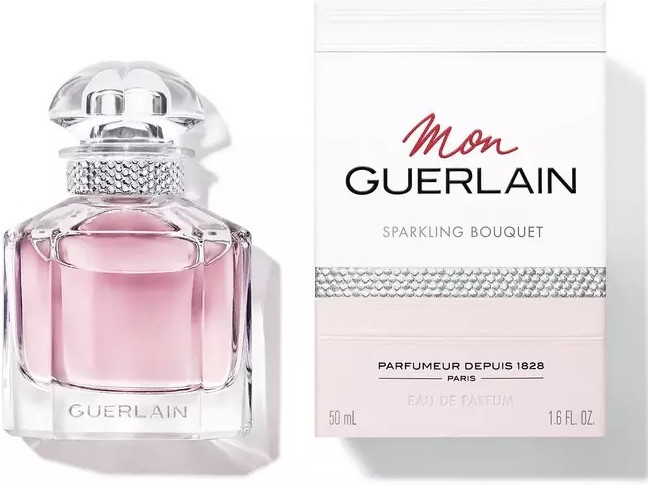 Mon
GUERLAIN
SPARKLING BOUQUET
PARFUMEUR DEPUIS 1828
PARIS
EAU DE PARFUM
50 mL 1.6 FL. OZ.
GUERLAIN